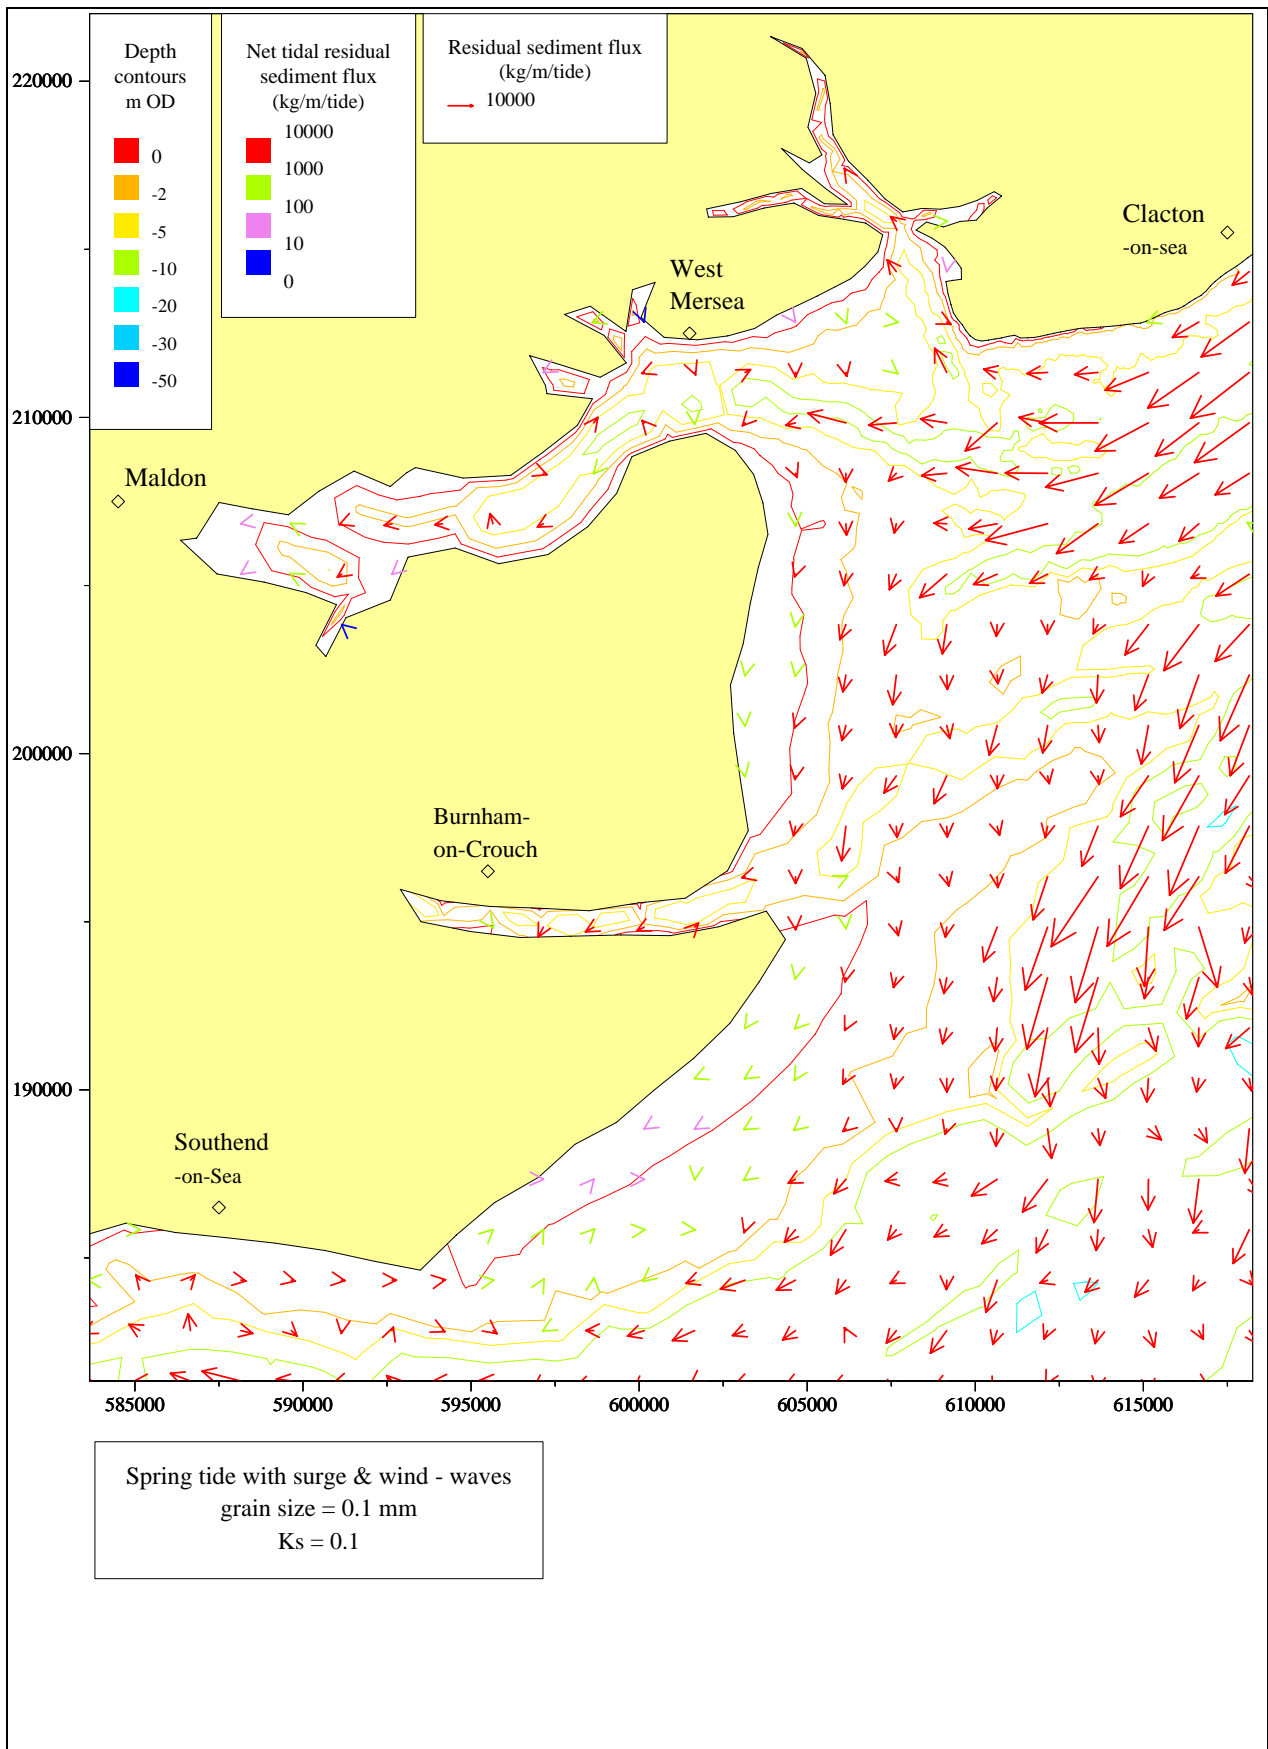 Depth
contours
m OD
0
-2
-5
-10
-20
-30
-50
Net tidal residual
sediment flux
(kg/m/tide)
10000
1000
100
10
0
Residual sediment flux
(kg/m/tide)
10000
220000
210000
200000
190000
Clacton
-on-sea
West
Mersea
Maldon
Burnham-
on-Crouch
Southend
-on-Sea
585000
590000
595000
600000
605000
610000
615000
Spring tide with surge & wind - waves
grain size = 0.1 mm
Ks = 0.1